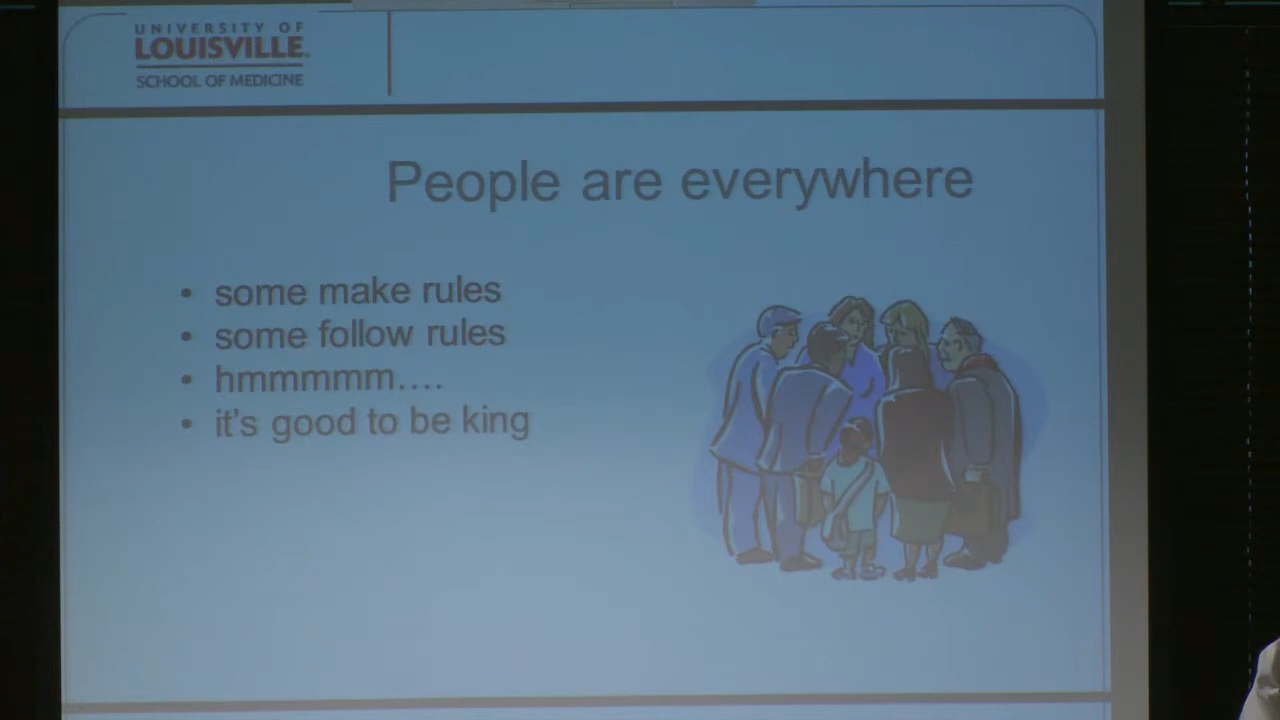 UNIVERSITY OF
LOUISVILLE®
SCHOOL OF MEDICINE
People are everywhere
• some make rules
• some follow rules
• hmmmmm....
• it's good to be king